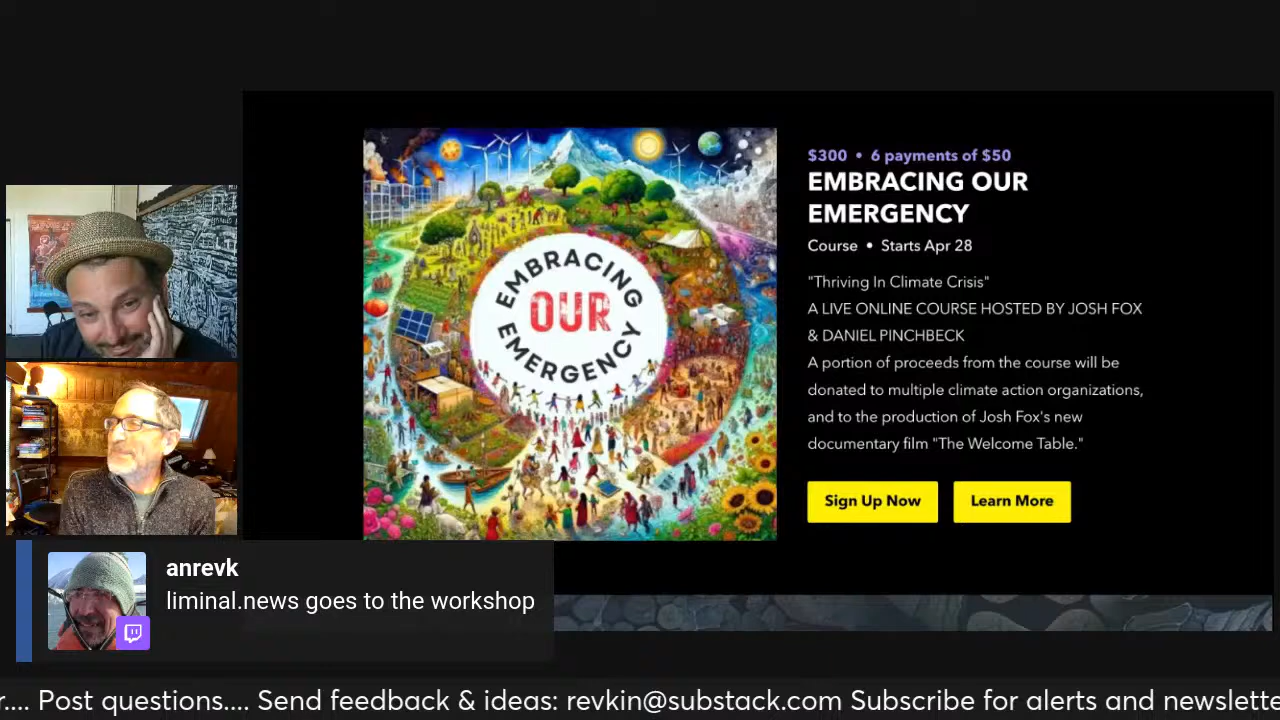 $300 • 6 payments of $50
EMBRACING OUR
EMERGENCY
Course • Starts Apr 28
"Thriving In Climate Crisis"
A LIVE ONLINE COURSE HOSTED BY JOSH FOX
& DANIEL PINCHBECK
A portion of proceeds from the course will be
donated to multiple climate action organizations,
and to the production of Josh Fox's new
documentary film "The Welcome Table."
Sign Up Now
Learn More
EMBRACING
OUR
EMERGENCY
anrevk
liminal.news goes to the workshop
r.... Post questions.... Send feedback & ideas: revkin@substack.com Subscribe for alerts and newslette